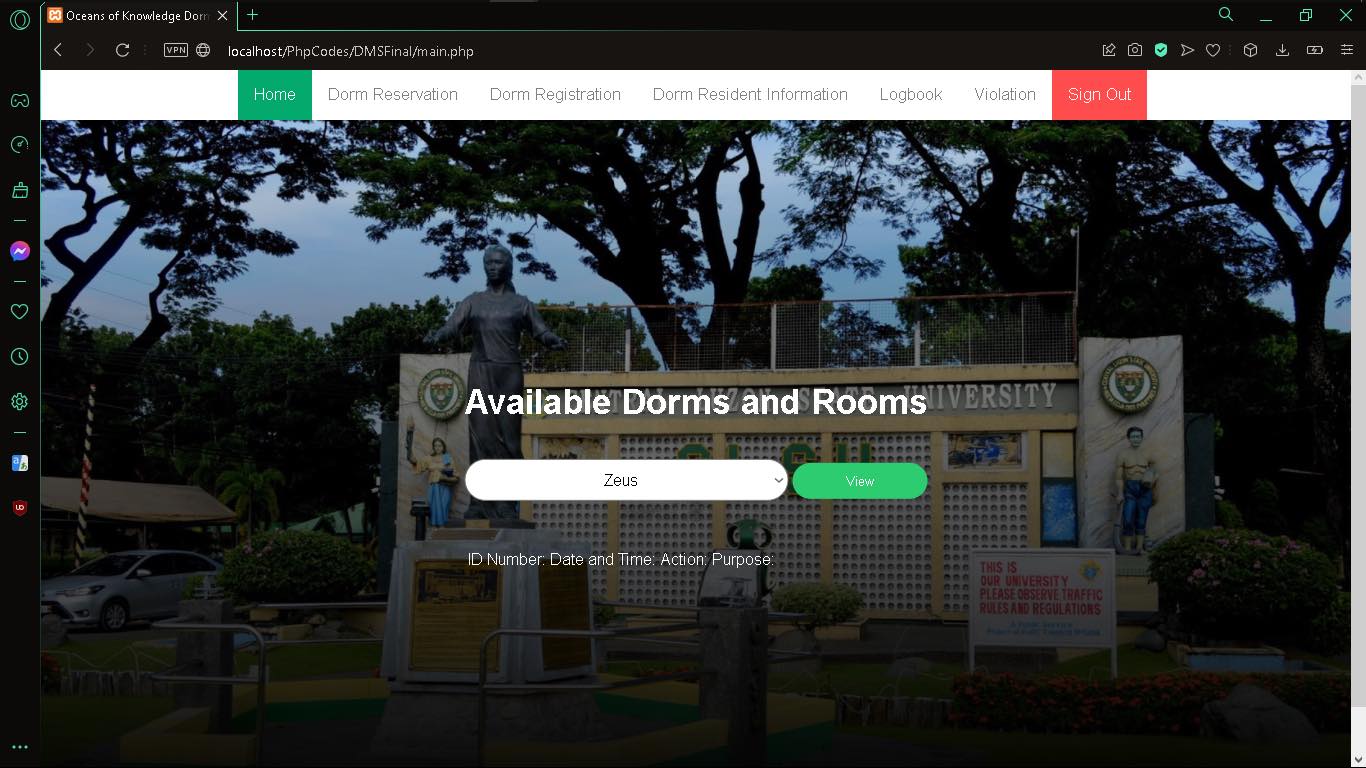 Oceans of Knowledge Dorm
VPN
localhost/PhpCodes/DMSFinal/main.php
Home
Dorm Reservation
Dorm Registration
Dorm Resident Information
Logbook
Violation
Sign Out
STATE UNIVERSITY
Available Dorms and Rooms
Zeus
View
ID Number: Date and Time: Action: Purpose:
THIS IS
OUR UNIVERSITY
PLEASE OBSERVE TRAFFIC
RULES AND REGULATIONS